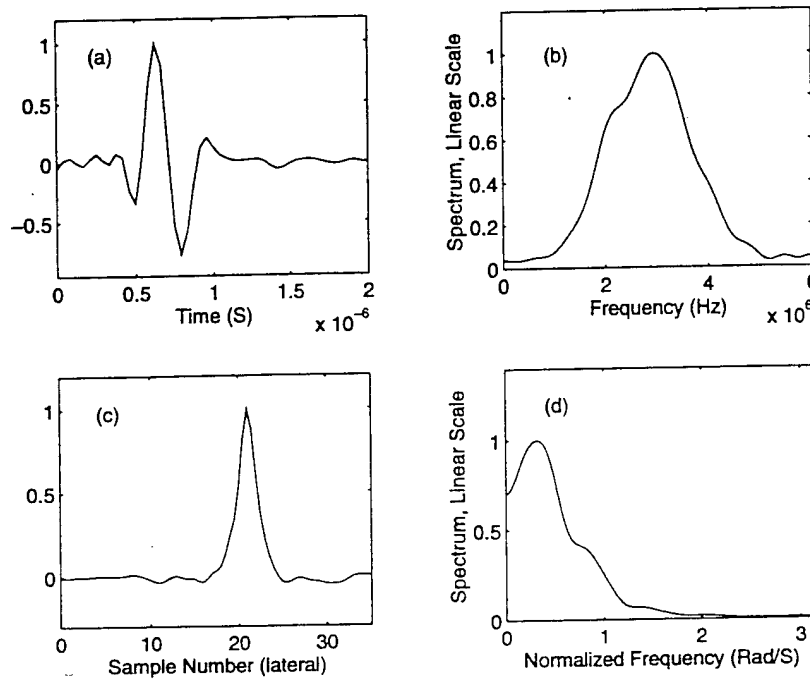 (a)
1
0.5
0
−0.5
0 0.5 1 1.5 2
Time (S)
x 10⁻⁶
(b)
Spectrum, Linear Scale
1
0.8
0.6
0.4
0.2
0
0 2 4 6
Frequency (Hz)
x 10⁶
(c)
1
0.5
0
0 10 20 30
Sample Number (lateral)
(d)
Spectrum, Linear Scale
1
0.5
0
0 1 2 3
Normalized Frequency (Rad/S)